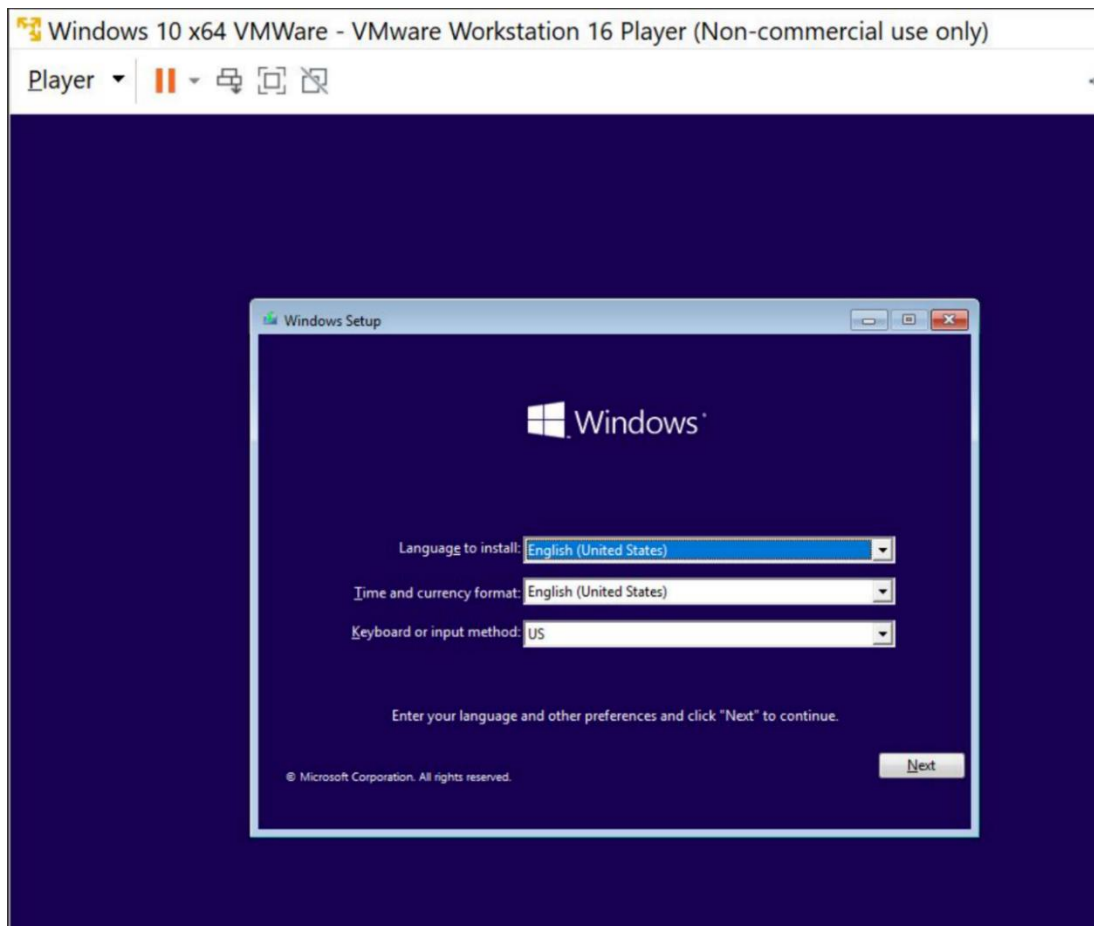 Windows 10 x64 VMWare - VMware Workstation 16 Player (Non-commercial use only)
Player
Windows Setup
Windows
Language to install: English (United States)
Time and currency format: English (United States)
Keyboard or input method: US
Enter your language and other preferences and click "Next" to continue.
Next
© Microsoft Corporation. All rights reserved.